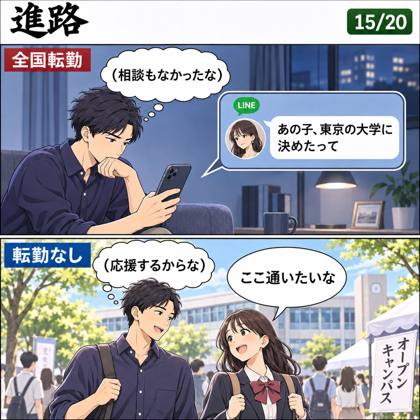 進路
15/20
全国転勤
(相談もなかったな)
LINE
あの子、東京の大学に
決めたって
転勤なし
(応援するからな)
ここ通いたいな
オープン
キャンパス